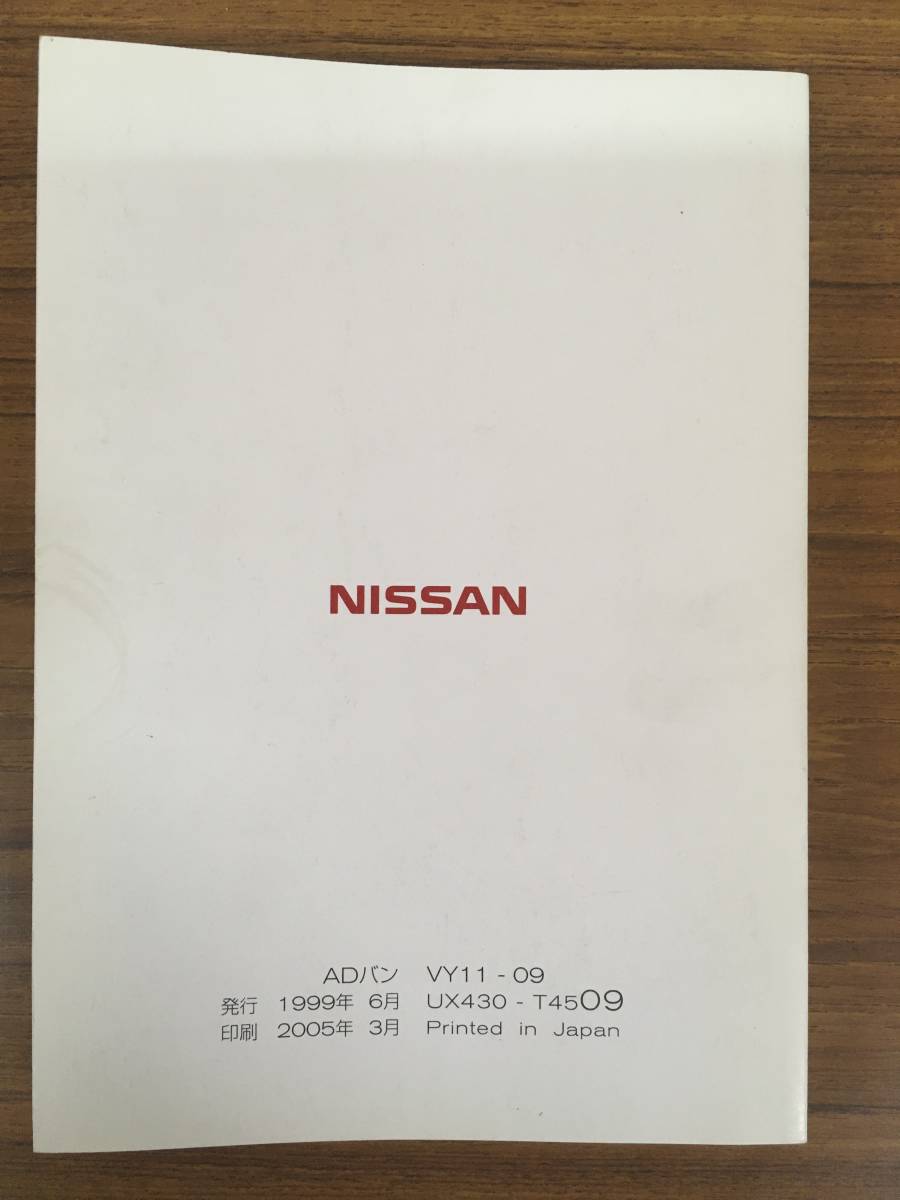 NISSAN
ADバン VY11 - 09
発行 1999年 6月 UX430 - T4509
印刷 2005年 3月 Printed in Japan